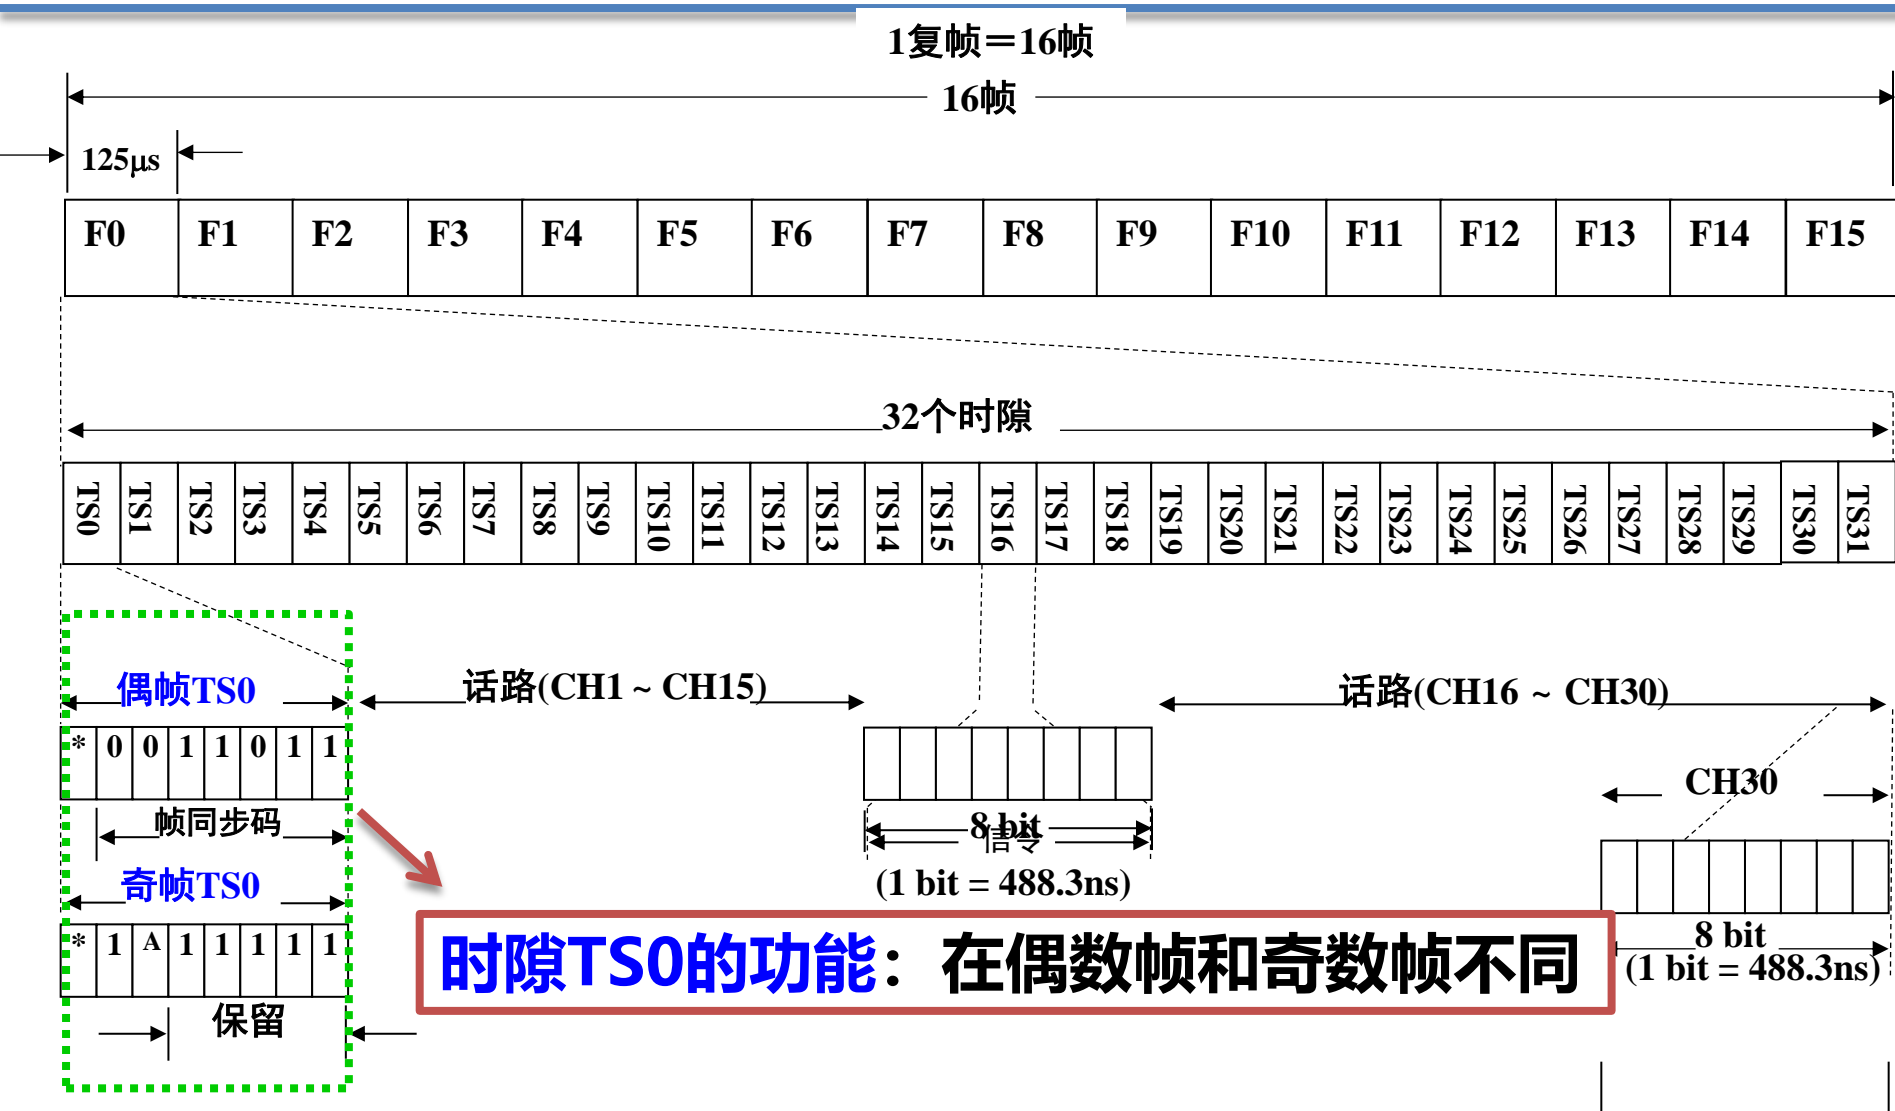 1复帧＝16帧
16帧
125μs
F0 F1 F2 F3 F4 F5 F6 F7 F8 F9 F10 F11 F12 F13 F14 F15
32个时隙
TS0 TS1 TS2 TS3 TS4 TS5 TS6 TS7 TS8 TS9 TS10 TS11 TS12 TS13 TS14 TS15 TS16 TS17 TS18 TS19 TS20 TS21 TS22 TS23 TS24 TS25 TS26 TS27 TS28 TS29 TS30 TS31
偶帧TS0
话路(CH1 ~ CH15)
话路(CH16 ~ CH30)
* 0 0 1 1 0 1 1
帧同步码
8 bit
信令
(1 bit = 488.3ns)
CH30
奇帧TS0
* 1 A 1 1 1 1 1
保留
时隙TS0的功能：在偶数帧和奇数帧不同
8 bit
(1 bit = 488.3ns)